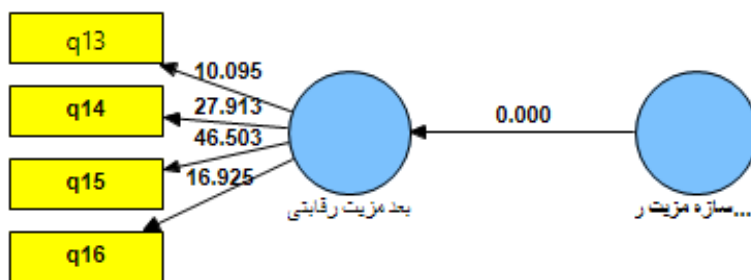 q13
10.095
q14
27.913
0.000
46.503
q15
16.925
بعد مزیت رقابتی
سازه مزیت ر...
q16